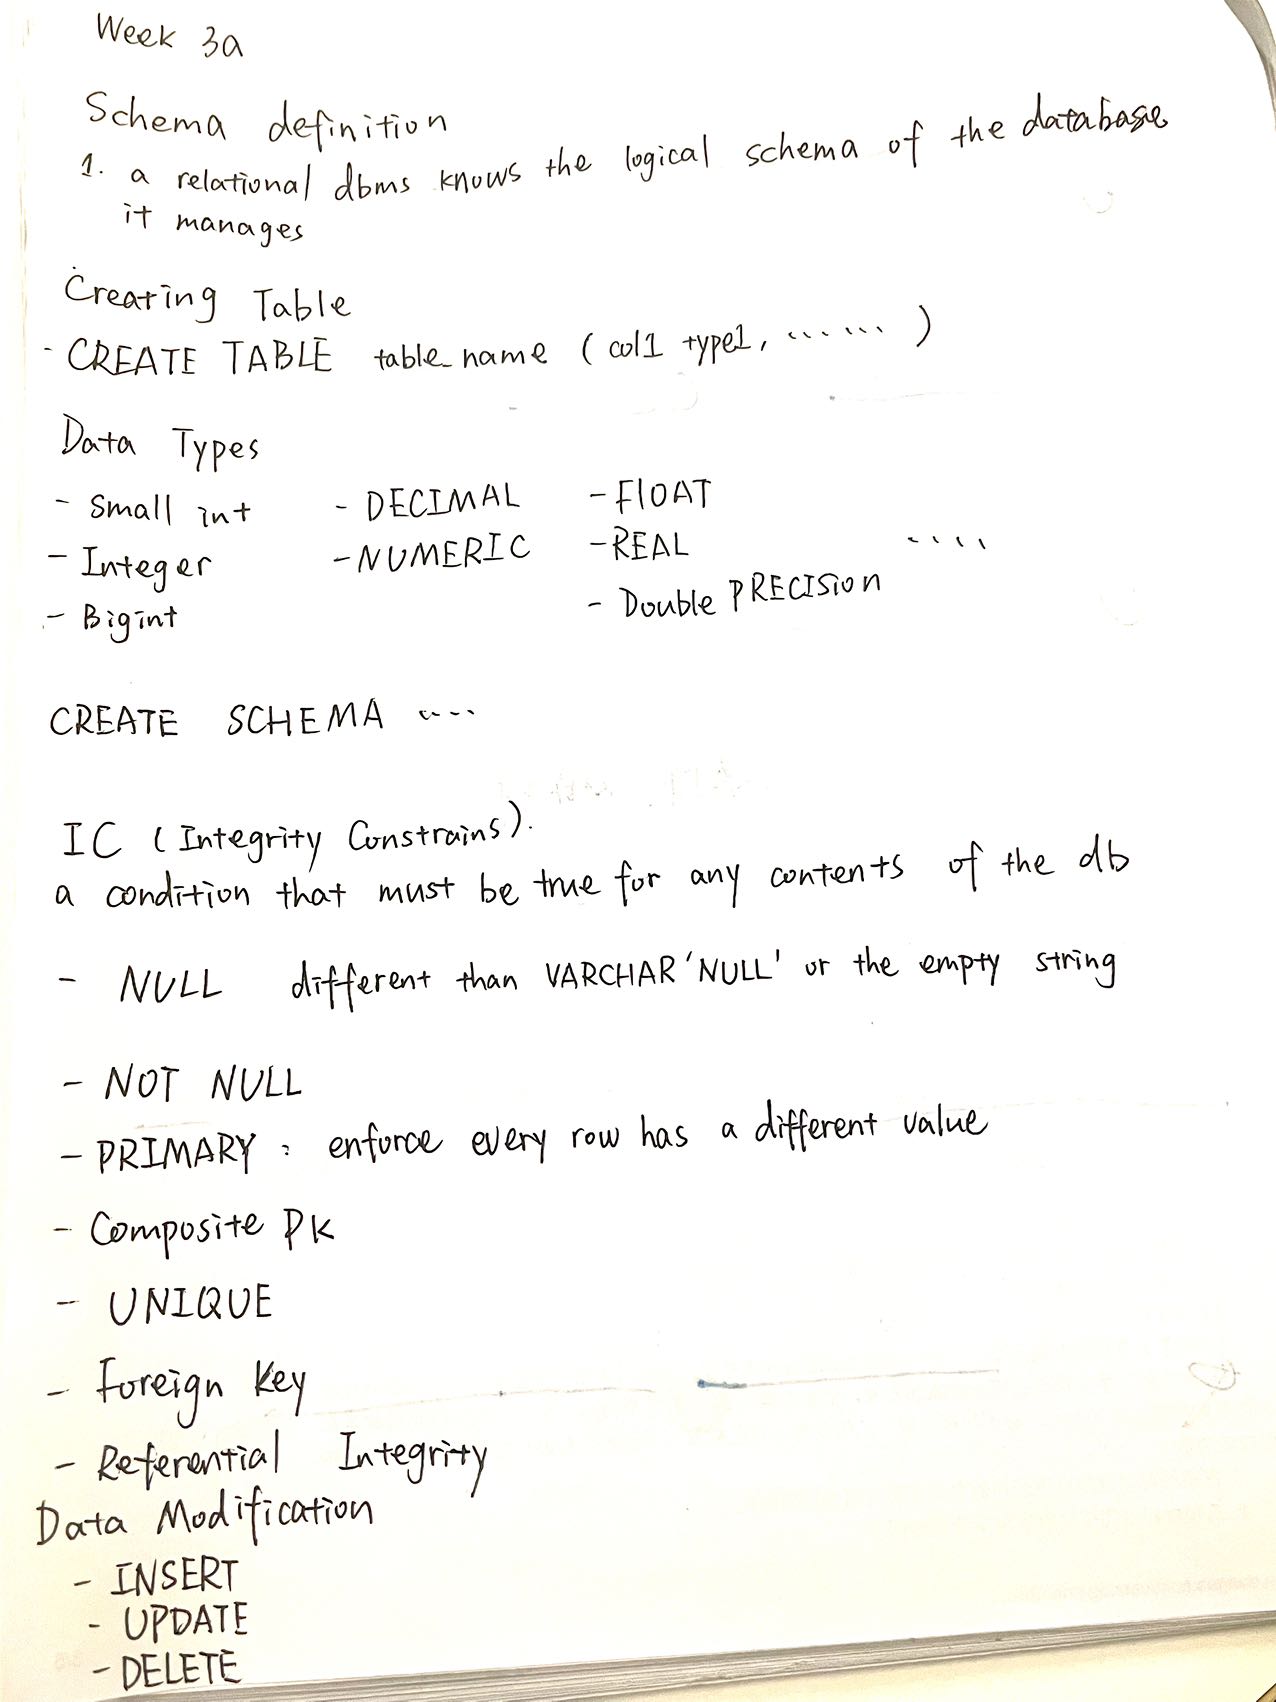 Week 3a
Schema definition
1. a relational dbms knows the logical schema of the database
it manages
Creating Table
- CREATE TABLE table_name (col1 type1, ...... )
Data Types
- Small int - DECIMAL - FlOAT
- Integer - NUMERIC - REAL ....
- Bigint - Double PRECISION
CREATE SCHEMA ....
IC (Integrity Constrains).
a condition that must be true for any contents of the db
- NULL different than VARCHAR 'NULL' or the empty string
- NOT NULL
- PRIMARY : enforce every row has a different value
- Composite PK
- UNIQUE
- Foreign Key
- Referential Integrity
Data Modification
- INSERT
- UPDATE
- DELETE